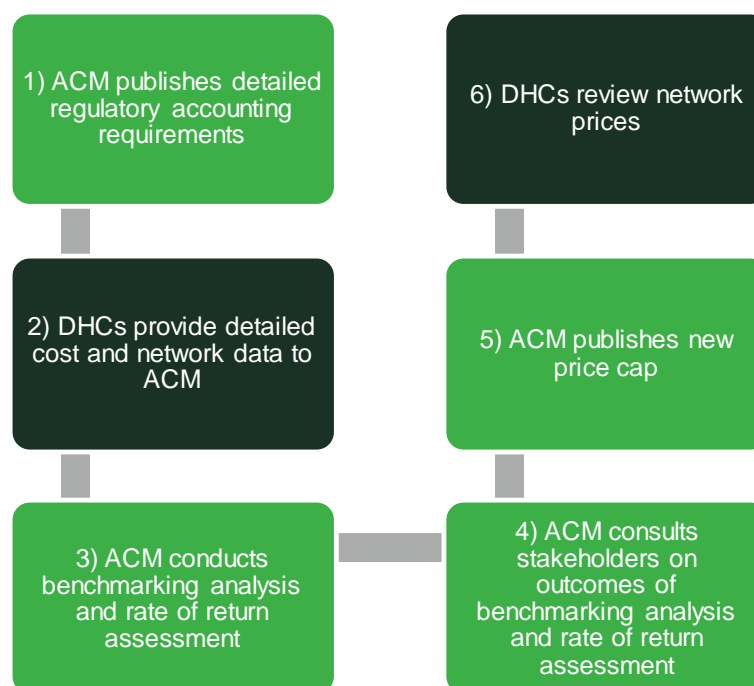 1) ACM publishes detailed
regulatory accounting
requirements
2) DHCs provide detailed
cost and network data to
ACM
3) ACM conducts
benchmarking analysis
and rate of return
assessment
4) ACM consults
stakeholders on
outcomes of
benchmarking analysis
and rate of return
assessment
5) ACM publishes new
price cap
6) DHCs review network
prices